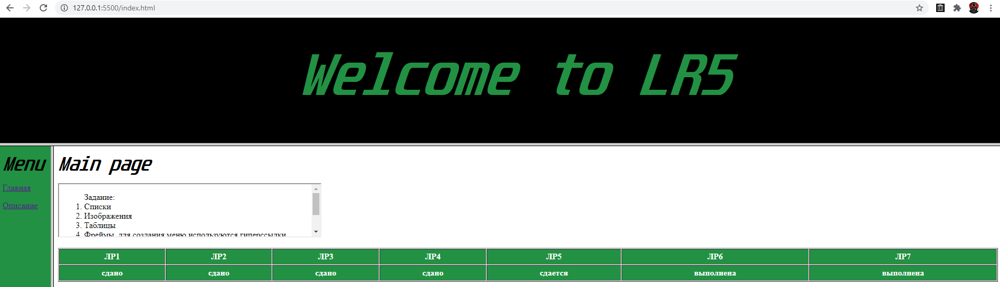 127.0.0.1:5500/index.html
Welcome to LR5
Menu
Главная
Описание
Main page
Задание:
1. Списки
2. Изображения
3. Таблицы
4. Фреймы, для создания меню используются гиперссылки
ЛР1 ЛР2 ЛР3 ЛР4 ЛР5 ЛР6 ЛР7
сдано сдано сдано сдано сдается выполнена выполнена